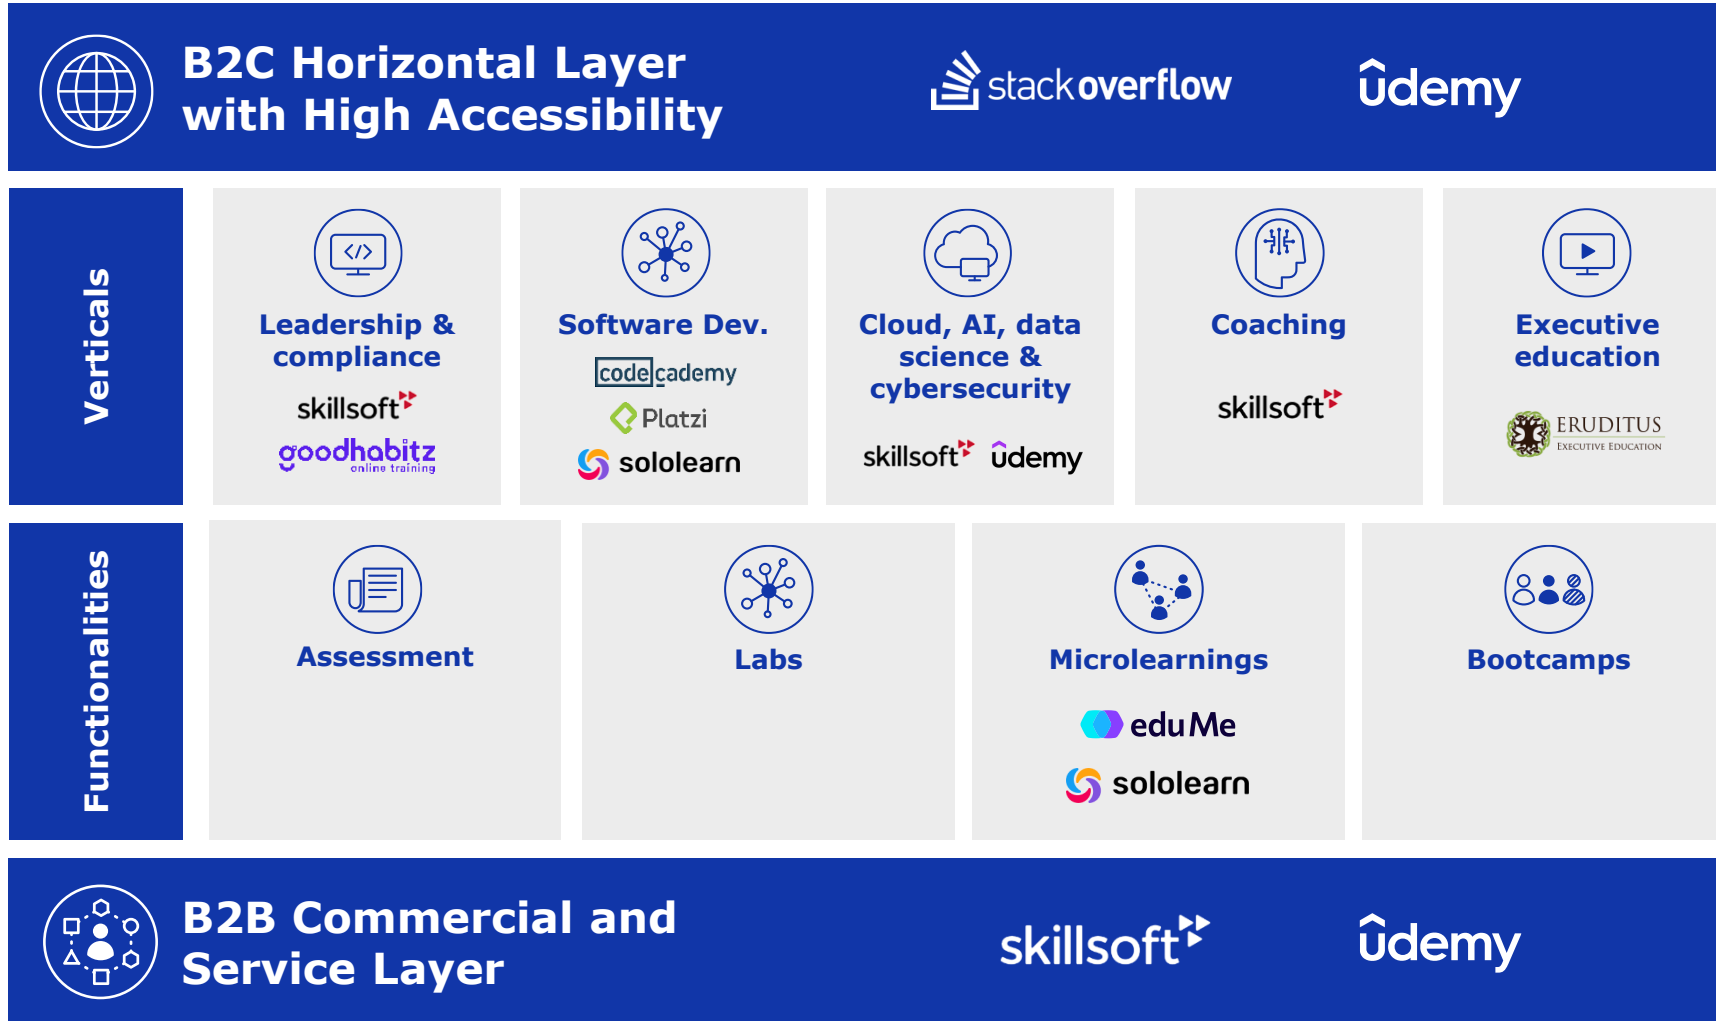 B2C Horizontal Layer
with High Accessibility
stackoverflow
ûdemy
Verticals
Leadership &
compliance
skillsoft
goodhabitz
online training
Software Dev.
codecademy
Platzi
sololearn
Cloud, AI, data
science &
cybersecurity
skillsoft ûdemy
Coaching
skillsoft
Executive
education
ERUDITUS
EXECUTIVE EDUCATION
Functionalities
Assessment
Labs
Microlearnings
eduMe
sololearn
Bootcamps
B2B Commercial and
Service Layer
skillsoft
ûdemy